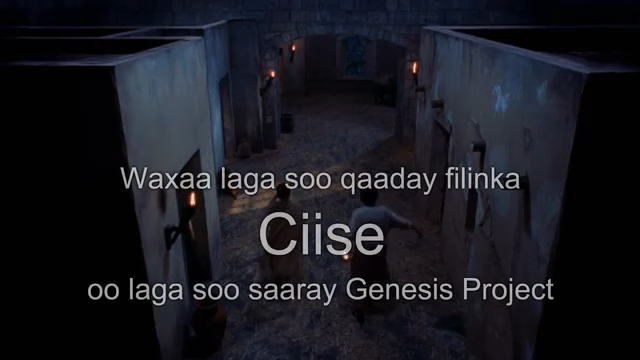 Waxaa laga soo qaaday filinka
Ciise
oo laga soo saaray Genesis Project